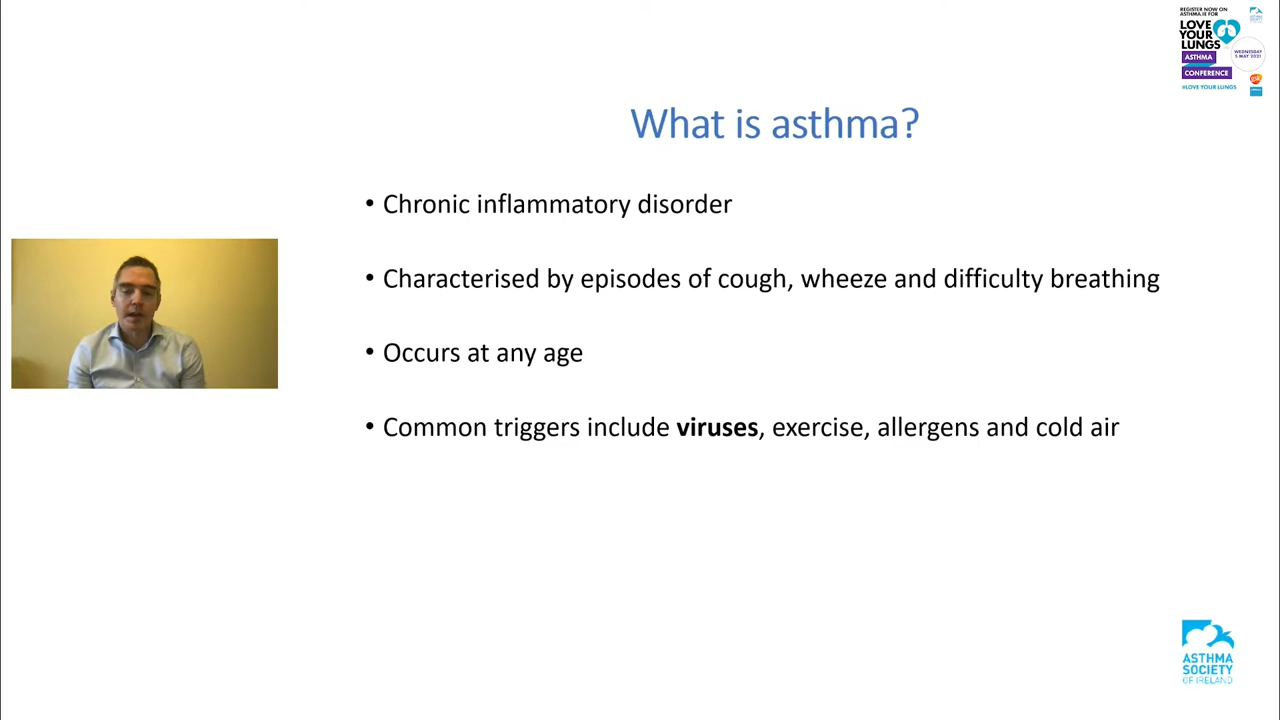 REGISTER NOW ON
ASTHMA.IE FOR
LOVE
YOUR
LUNGS
ASTHMA
CONFERENCE
WEDNESDAY
5 MAY 2021
#LOVE YOUR LUNGS
gsk
What is asthma?
• Chronic inflammatory disorder
• Characterised by episodes of cough, wheeze and difficulty breathing
• Occurs at any age
• Common triggers include viruses, exercise, allergens and cold air
ASTHMA
SOCIETY
OF IRELAND